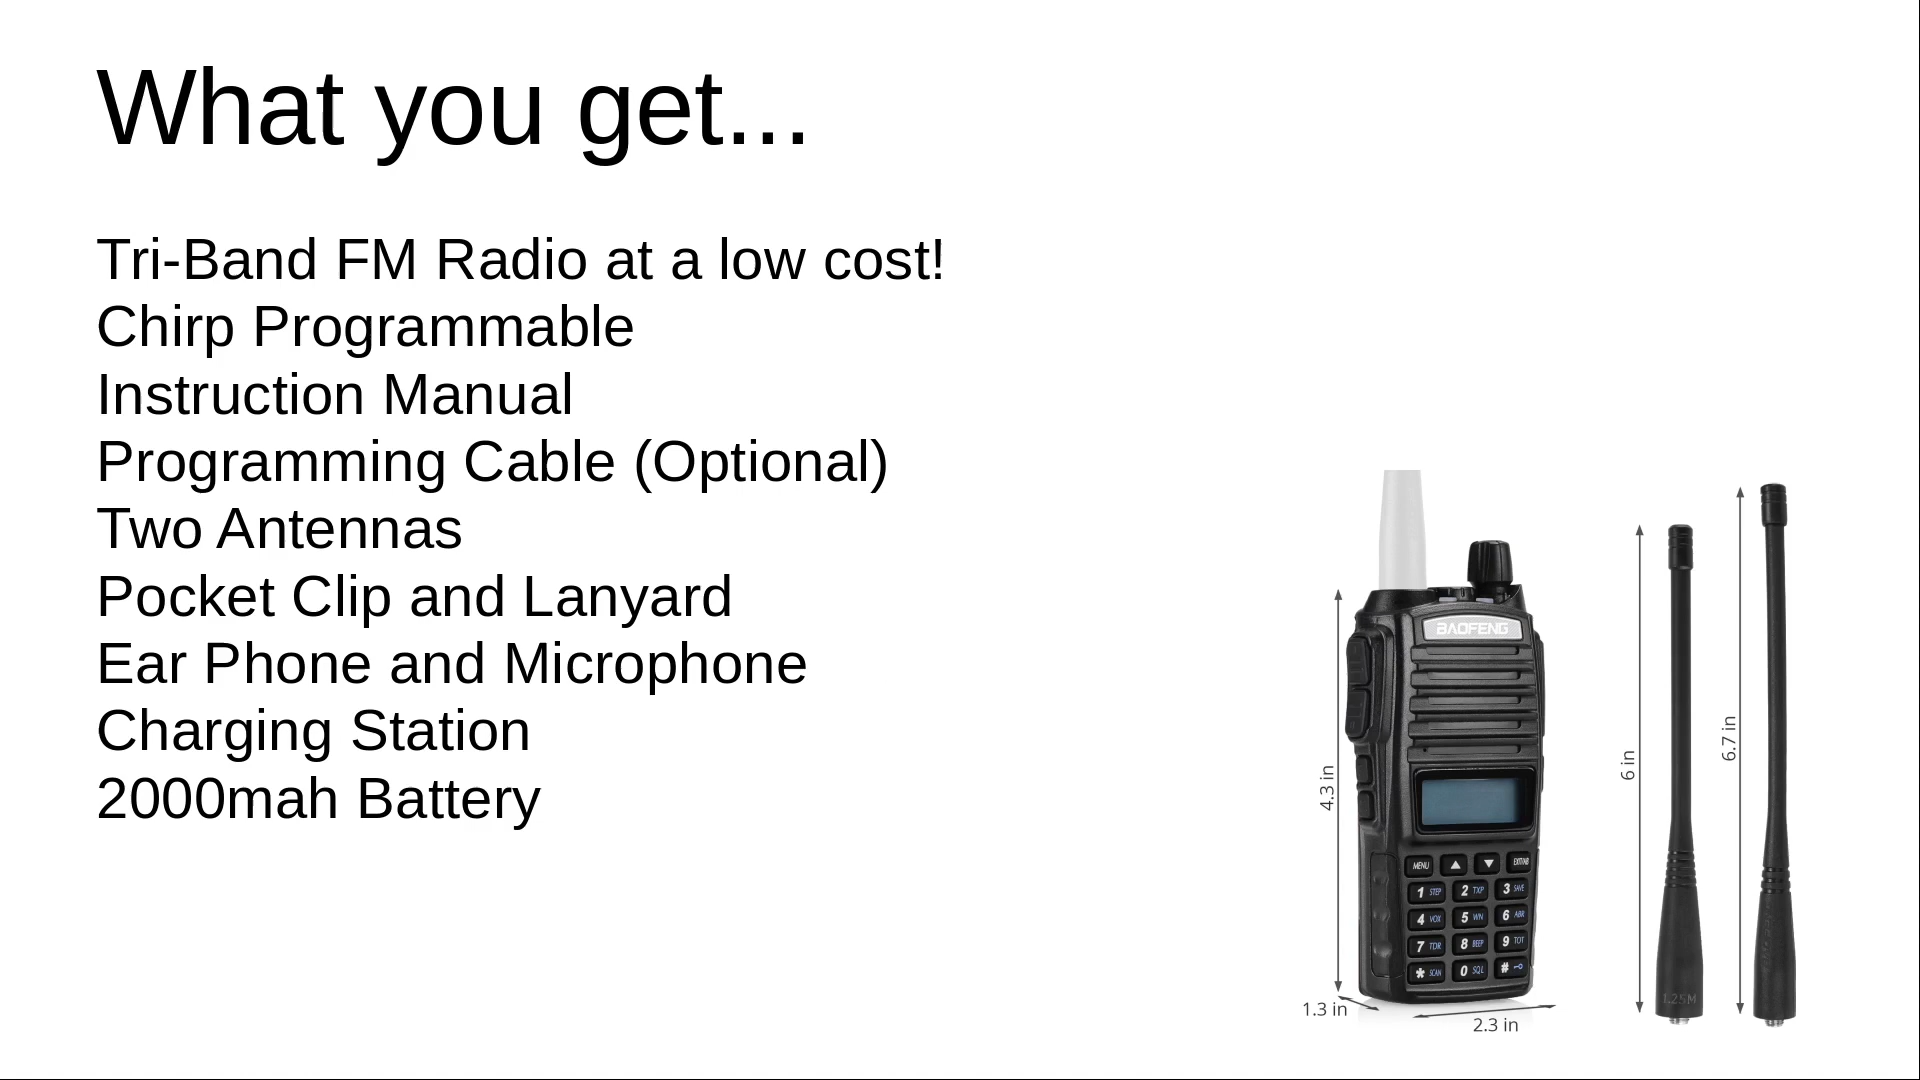 What you get...
Tri-Band FM Radio at a low cost!
Chirp Programmable
Instruction Manual
Programming Cable (Optional)
Two Antennas
Pocket Clip and Lanyard
Ear Phone and Microphone
Charging Station
2000mah Battery
BAOFENG
4.3 in
MENU ▲ ▼ EXIT/AB
1 STEP 2 TXP 3 SAVE
4 VOX 5 WN 6 ABR
7 TDR 8 BEEP 9 TOT
* SCAN 0 SQL #
1.3 in
2.3 in
6 in
1.25M
6.7 in